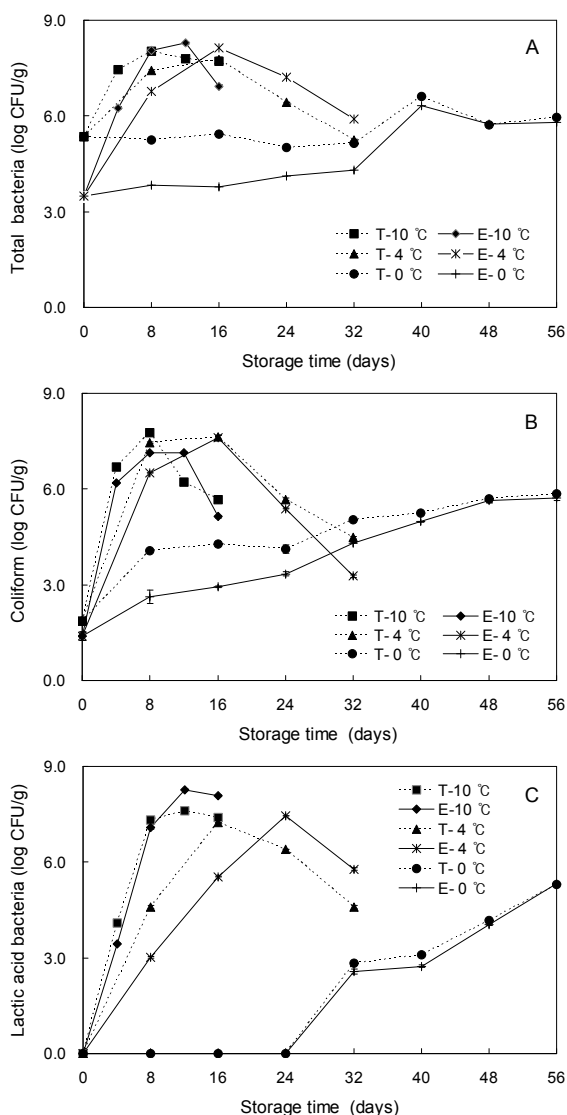 9.0
A
6.0
3.0
0.0
Total bacteria (log CFU/g)
T-10 ℃ E-10 ℃
T- 4 ℃ E- 4 ℃
T- 0 ℃ E- 0 ℃
0 8 16 24 32 40 48 56
Storage time (days)
9.0
B
6.0
3.0
0.0
Coliform (log CFU/g)
T-10 ℃ E-10 ℃
T- 4 ℃ E- 4 ℃
T- 0 ℃ E- 0 ℃
0 8 16 24 32 40 48 56
Storage time (days)
9.0
C
6.0
3.0
0.0
Lactic acid bacteria (log CFU/g)
T-10 ℃
E-10 ℃
T- 4 ℃
E- 4 ℃
T- 0 ℃
E- 0 ℃
0 8 16 24 32 40 48 56
Storage time (days)